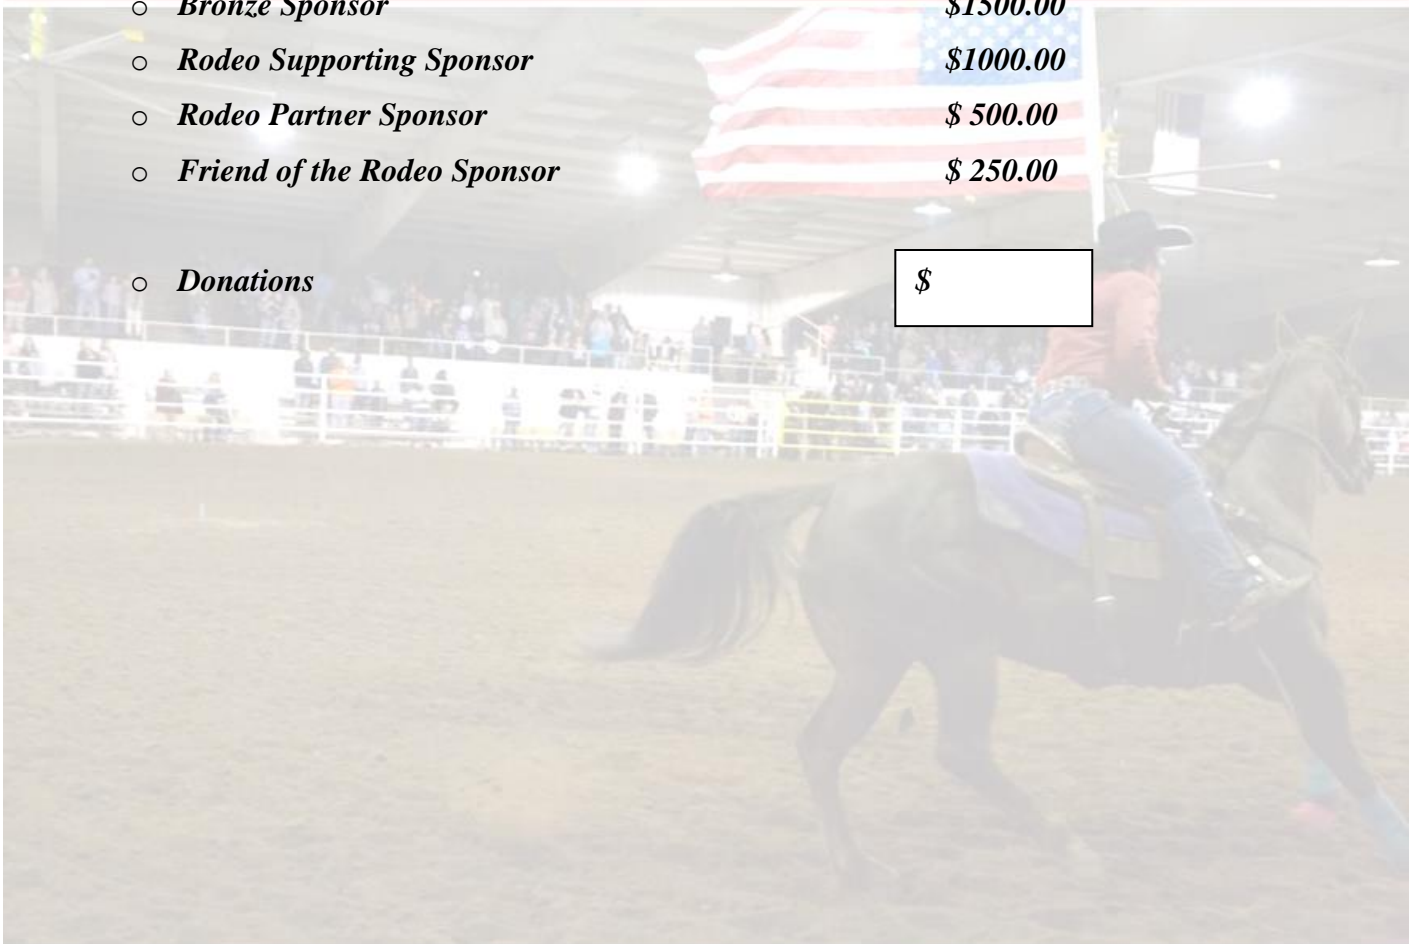 Bronze Sponsor $1500.00
Rodeo Supporting Sponsor $1000.00
Rodeo Partner Sponsor $ 500.00
Friend of the Rodeo Sponsor $ 250.00
Donations $